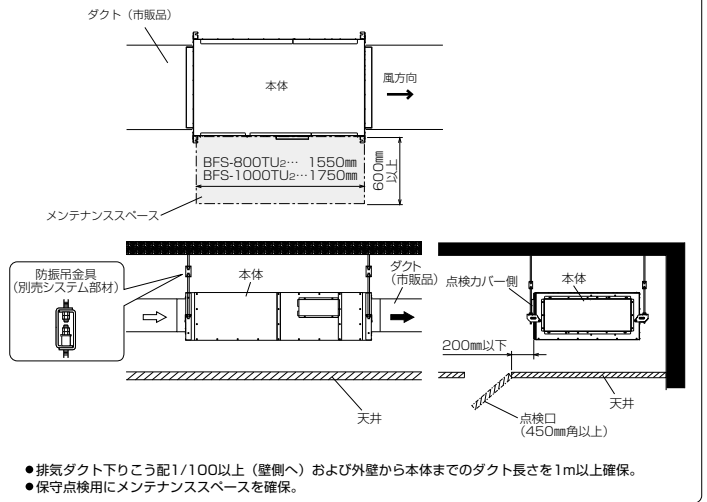 ダクト（市販品）
本体
風方向
BFS-800TU2… 1550㎜
BFS-1000TU2…1750㎜
600㎜
以上
メンテナンススペース
防振吊金具
（別売システム部材）
本体
ダクト
（市販品）
点検カバー側
本体
200㎜以下
天井
天井
点検口
（450㎜角以上）
●排気ダクト下りこう配1/100以上（壁側へ）および外壁から本体までのダクト長さを1m以上確保。
●保守点検用にメンテナンススペースを確保。